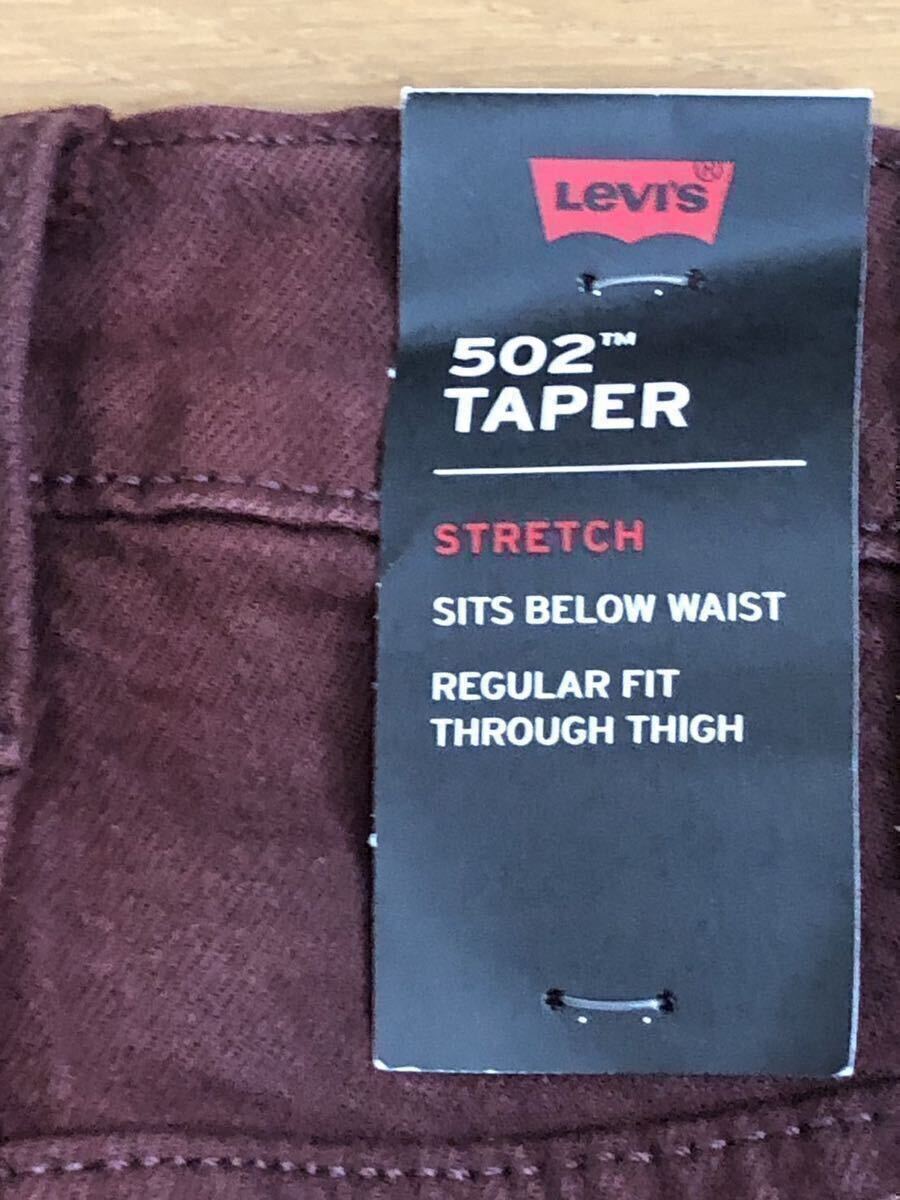 Levi's®
502™
TAPER
STRETCH
SITS BELOW WAIST
REGULAR FIT
THROUGH THIGH